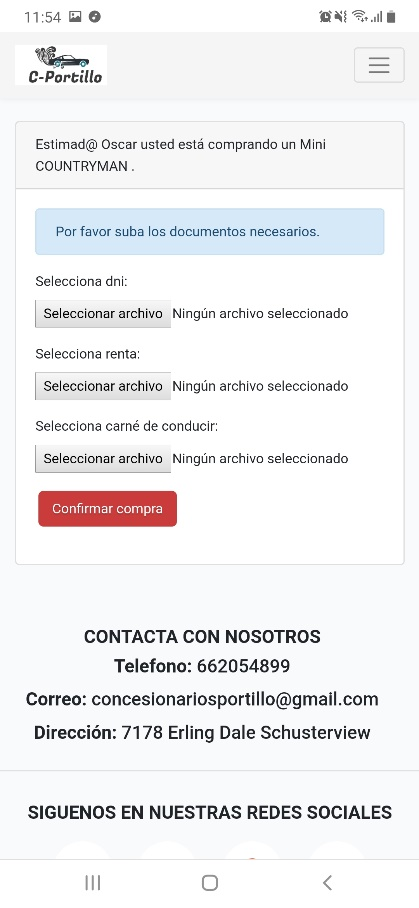 11:54
C-Portillo
Estimad@ Oscar usted está comprando un Mini
COUNTRYMAN .
Por favor suba los documentos necesarios.
Selecciona dni:
Seleccionar archivo Ningún archivo seleccionado
Selecciona renta:
Seleccionar archivo Ningún archivo seleccionado
Selecciona carné de conducir:
Seleccionar archivo Ningún archivo seleccionado
Confirmar compra
CONTACTA CON NOSOTROS
Telefono: 662054899
Correo: concesionariosportillo@gmail.com
Dirección: 7178 Erling Dale Schusterview
SIGUENOS EN NUESTRAS REDES SOCIALES